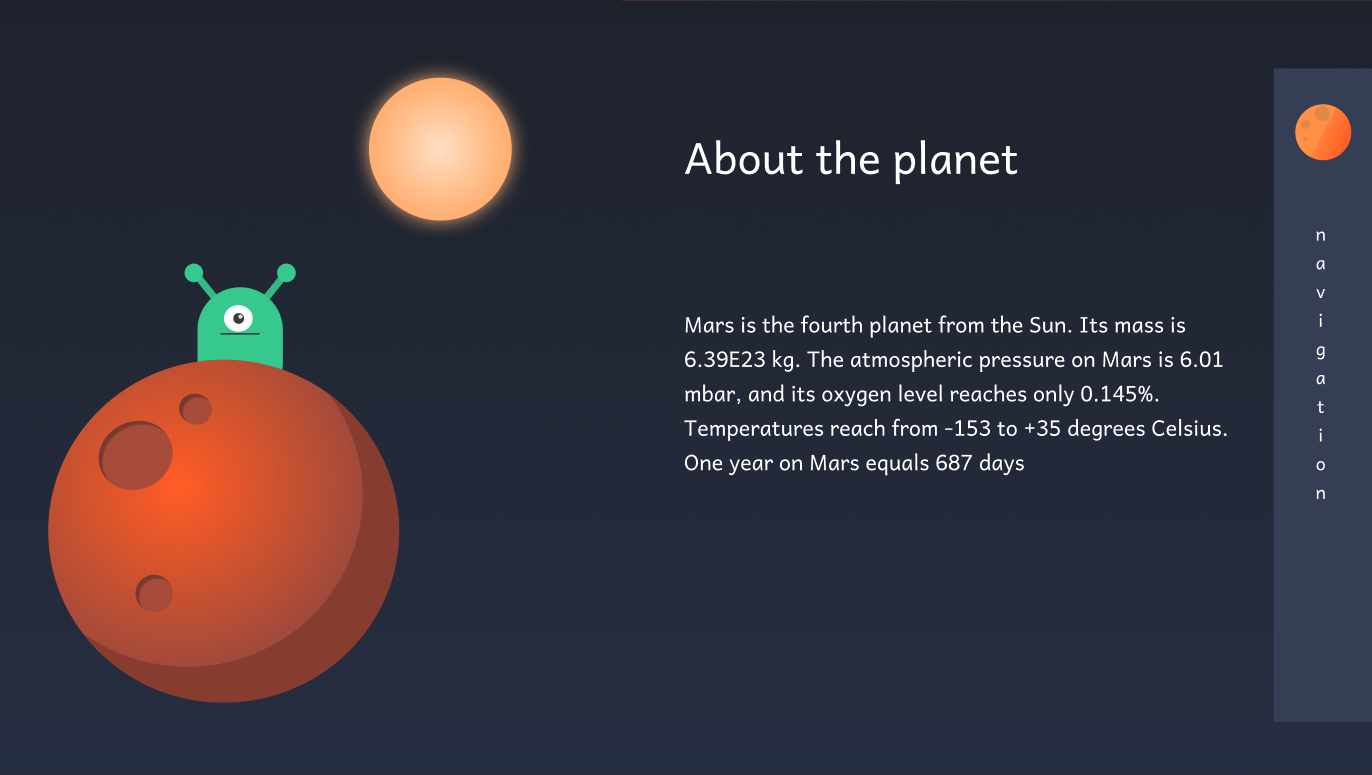 About the planet
Mars is the fourth planet from the Sun. Its mass is
6.39E23 kg. The atmospheric pressure on Mars is 6.01
mbar, and its oxygen level reaches only 0.145%.
Temperatures reach from -153 to +35 degrees Celsius.
One year on Mars equals 687 days
n
a
v
i
g
a
t
i
o
n